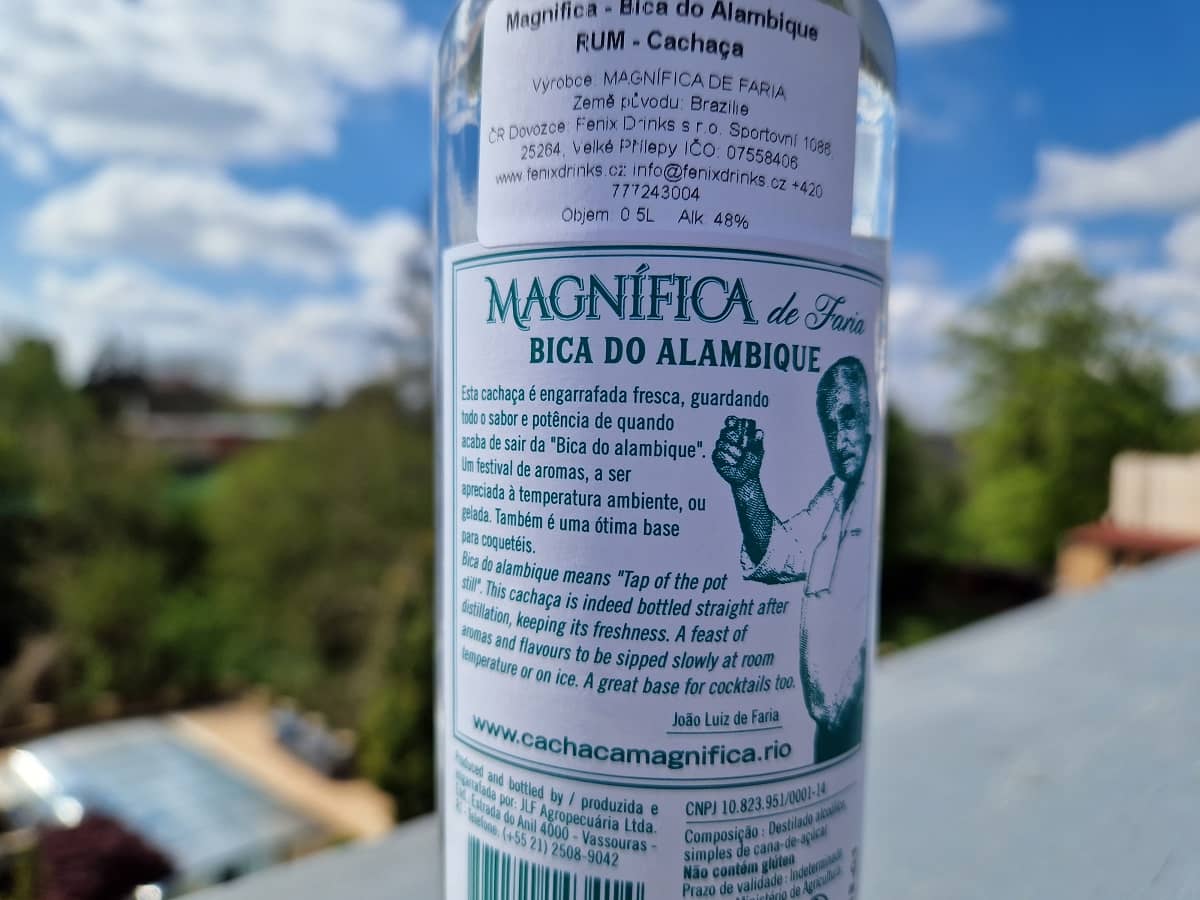 Magnífica - Bica do Alambique
RUM - Cachaça
Výrobce: MAGNÍFICA DE FARIA
Země původu: Brazílie
ČR Dovozce: Fenix Drinks s r.o. Sportovní 1088,
25264, Velké Přílepy IČO: 07558406
www.fenixdrinks.cz info@fenixdrinks.cz +420
777243004
Objem: 0.5L Alk. 48%
MAGNÍFICA de Faria
BICA DO ALAMBIQUE
Esta cachaça é engarrafada fresca, guardando
todo o sabor e potência de quando
acaba de sair da "Bica do alambique".
Um festival de aromas, a ser
apreciada à temperatura ambiente, ou
gelada. Também é uma ótima base
para coquetéis.
Bica do alambique means "Tap of the pot
still". This cachaça is indeed bottled straight after
distillation, keeping its freshness. A feast of
aromas and flavours to be sipped slowly at room
temperature or on ice. A great base for cocktails too.
João Luiz de Faria
www.cachacamagnifica.rio
Produced and bottled by / produzida e
engarrafada por: JLF Agropecuária Ltda.
Estrada do Anil 4000 - Vassouras -
RJ - Telefone: (+55 21) 2508-9042
CNPJ 10.823.951/0001-14
Composição : Destilado alcoólico
simples de cana-de-açúcar
Não contém glúten
Prazo de validade : Indeterminado
Ministério de Agricultura,